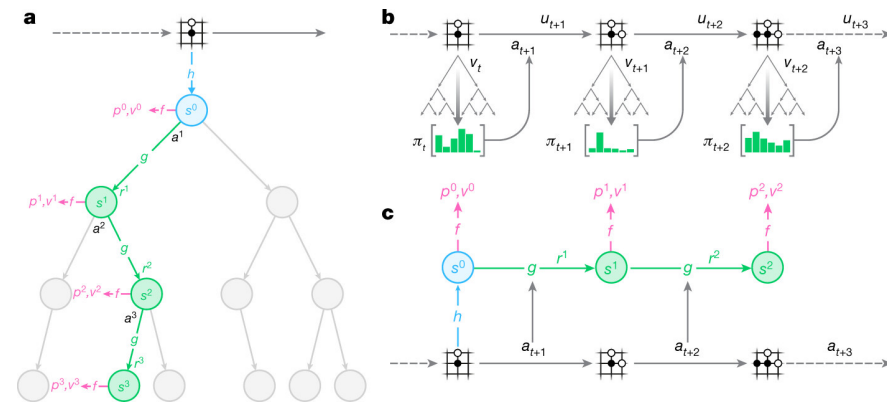 a
h
p⁰,v⁰ f s⁰
a¹
g
r¹
p¹,v¹ f s¹
a²
g
r²
p²,v² f s²
a³
g
r³
p³,v³ f s³
b
u_{t+1} u_{t+2} u_{t+3}
a_{t+1} a_{t+2} a_{t+3}
v_t v_{t+1} v_{t+2}
π_t π_{t+1} π_{t+2}
c
p⁰,v⁰ p¹,v¹ p²,v²
f f f
s⁰ g r¹ s¹ g r² s²
h
a_{t+1} a_{t+2} a_{t+3}